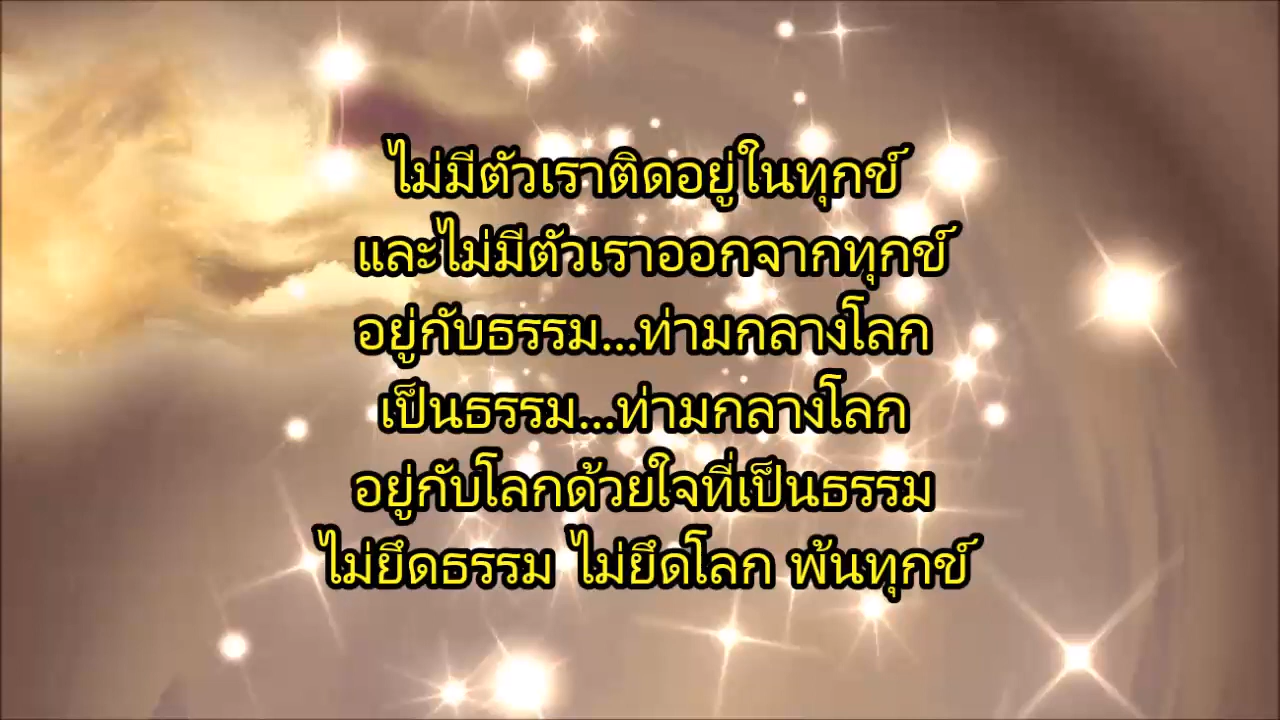 ไม่มีตัวเราติดอยู่ในทุกข์
และไม่มีตัวเราออกจากทุกข์
อยู่กับธรรม...ท่ามกลางโลก
เป็นธรรม...ท่ามกลางโลก
อยู่กับโลกด้วยใจที่เป็นธรรม
ไม่ยึดธรรม ไม่ยึดโลก พ้นทุกข์